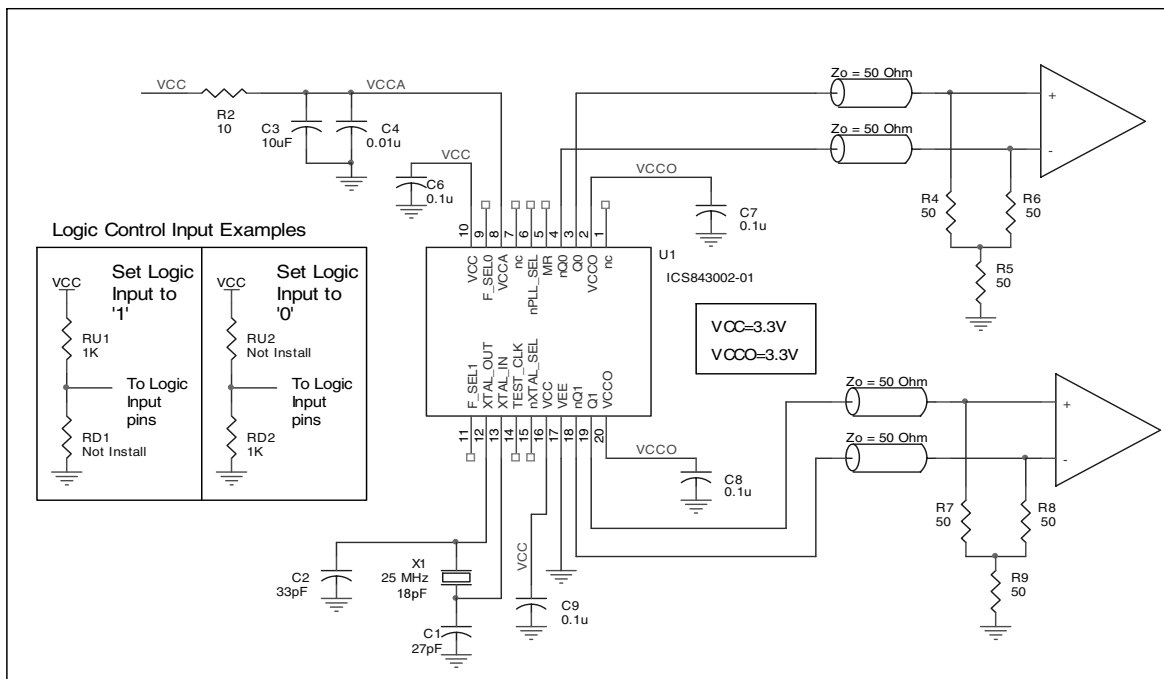 VCC
R2
10
VCCA
C3
10uF
C4
0.01u
VCC
C6
0.1u
Zo = 50 Ohm
Zo = 50 Ohm
+
-
VCCO
C7
0.1u
R4
50
R6
50
R5
50
10
9
8
7
6
5
4
3
2
1
VCC
F_SEL0
VCCA
nc
nPLL_SEL
MR
nQ0
Q0
VCCO
nc
U1
ICS843002-01
F_SEL1
XTAL_OUT
XTAL_IN
TEST_CLK
nXTAL_SEL
VCC
VEE
nQ1
Q1
VCCO
11
12
13
14
15
16
17
18
19
20
Logic Control Input Examples
VCC
Set Logic
Input to
'1'
RU1
1K
To Logic
Input
pins
RD1
Not Install
VCC
Set Logic
Input to
'0'
RU2
Not Install
To Logic
Input
pins
RD2
1K
VCC=3.3V
VCCO=3.3V
Zo = 50 Ohm
Zo = 50 Ohm
+
-
VCCO
C8
0.1u
R7
50
R8
50
R9
50
C2
33pF
X1
25 MHz
18pF
C1
27pF
VCC
C9
0.1u